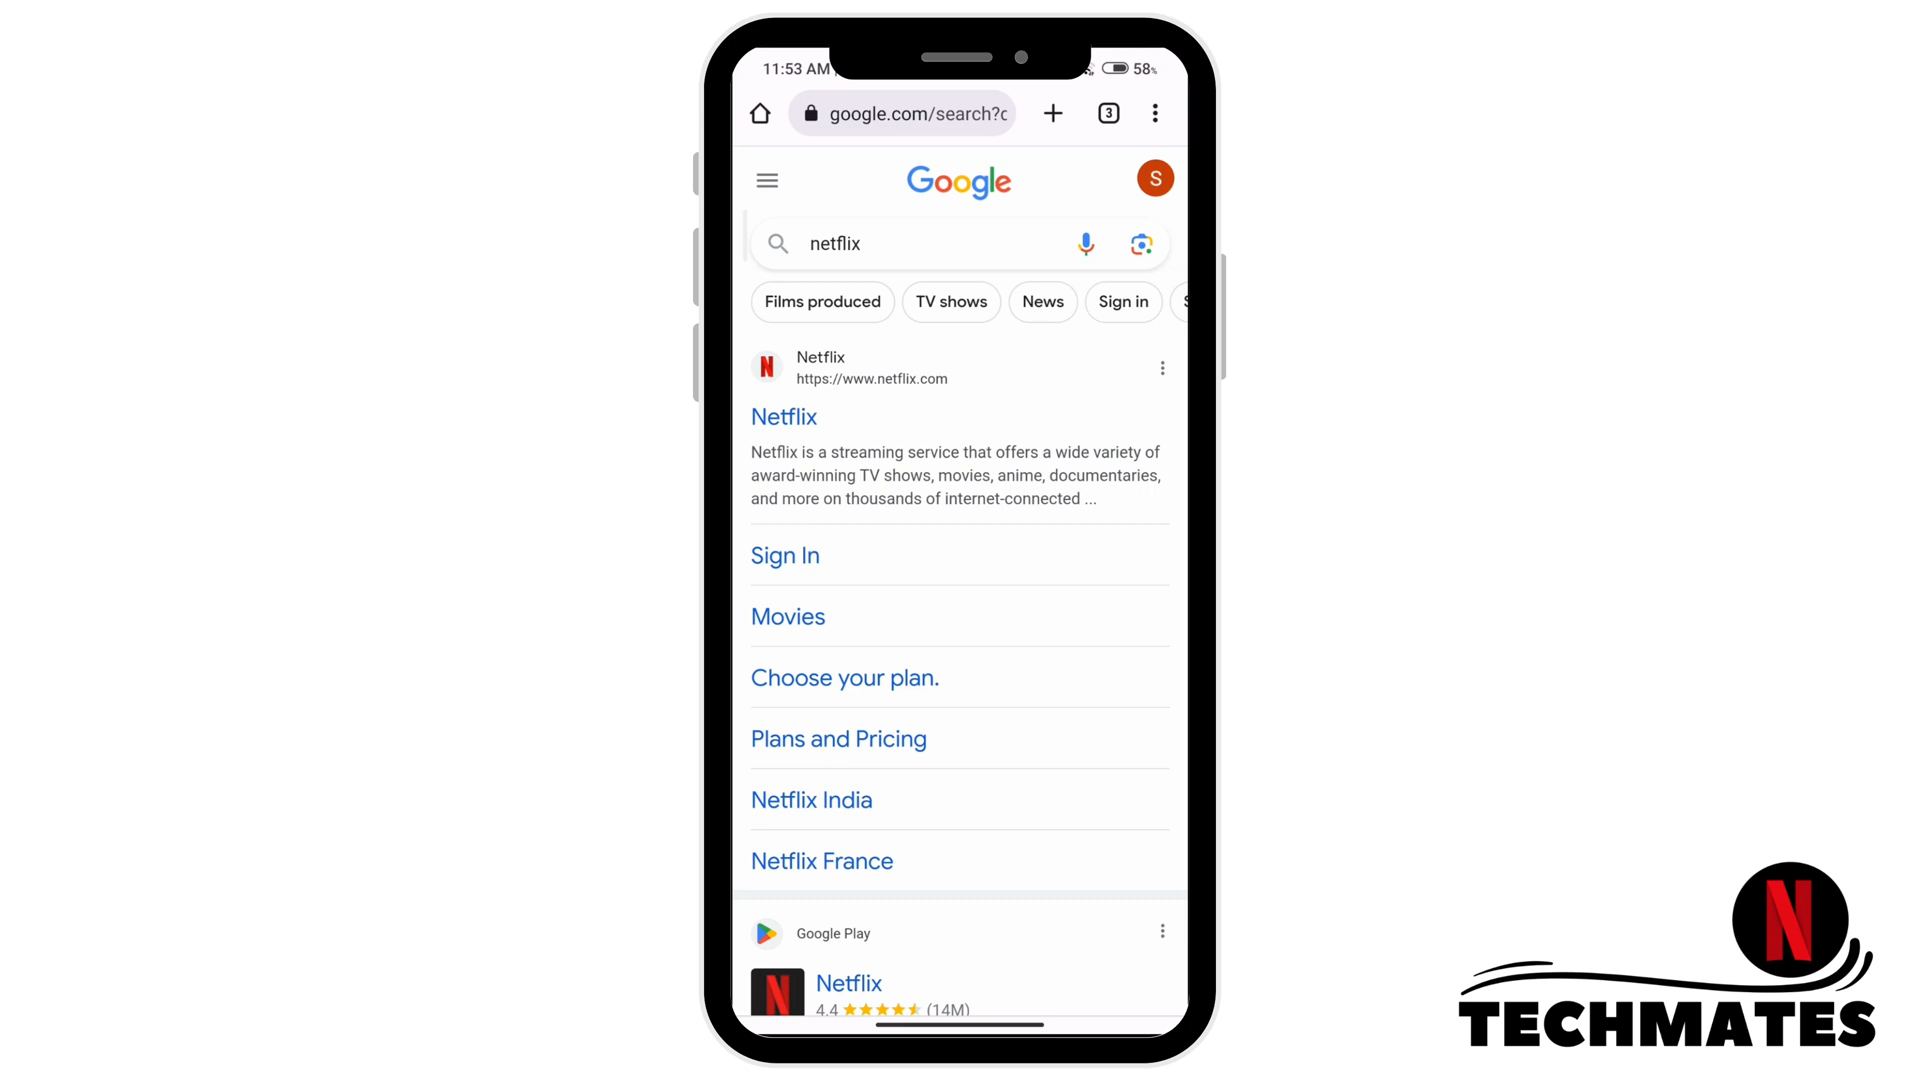 11:53 AM
58%
google.com/search?c
3
Google
S
netflix
Films produced
TV shows
News
Sign in
Netflix
https://www.netflix.com
Netflix
Netflix is a streaming service that offers a wide variety of
award-winning TV shows, movies, anime, documentaries,
and more on thousands of internet-connected ...
Sign In
Movies
Choose your plan.
Plans and Pricing
Netflix India
Netflix France
Google Play
N
Netflix
4.4 (14M)
N
TECHMATES